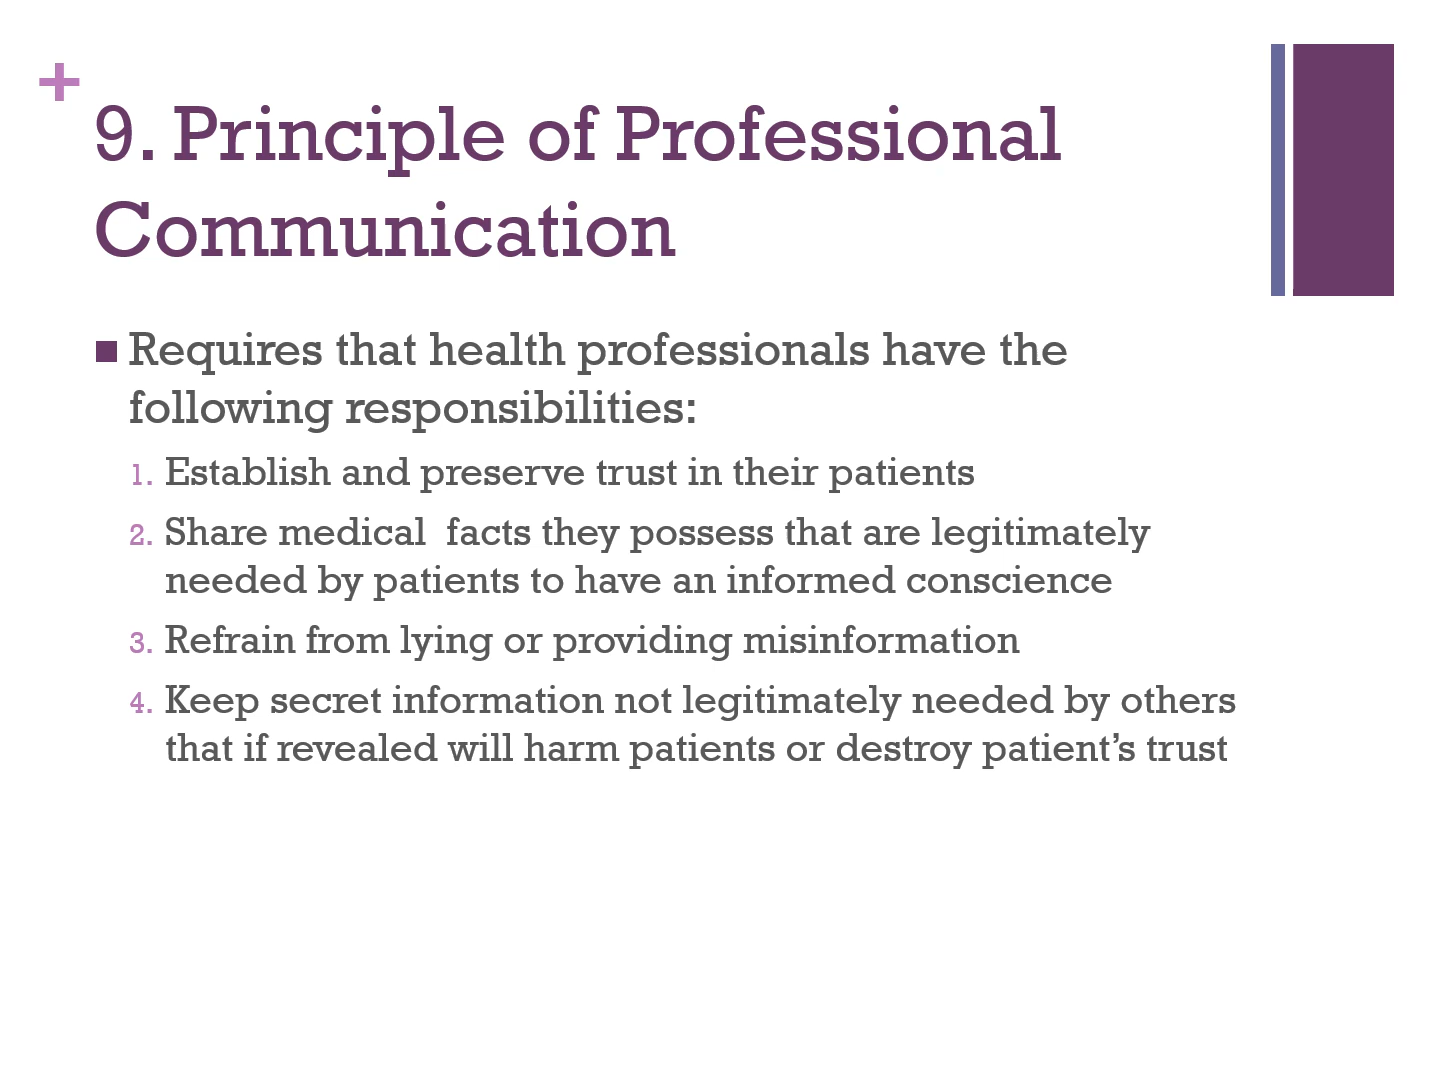 +
9. Principle of Professional
Communication
Requires that health professionals have the
following responsibilities:
1. Establish and preserve trust in their patients
2. Share medical  facts they possess that are legitimately
needed by patients to have an informed conscience
3. Refrain from lying or providing misinformation
4. Keep secret information not legitimately needed by others
that if revealed will harm patients or destroy patient’s trust